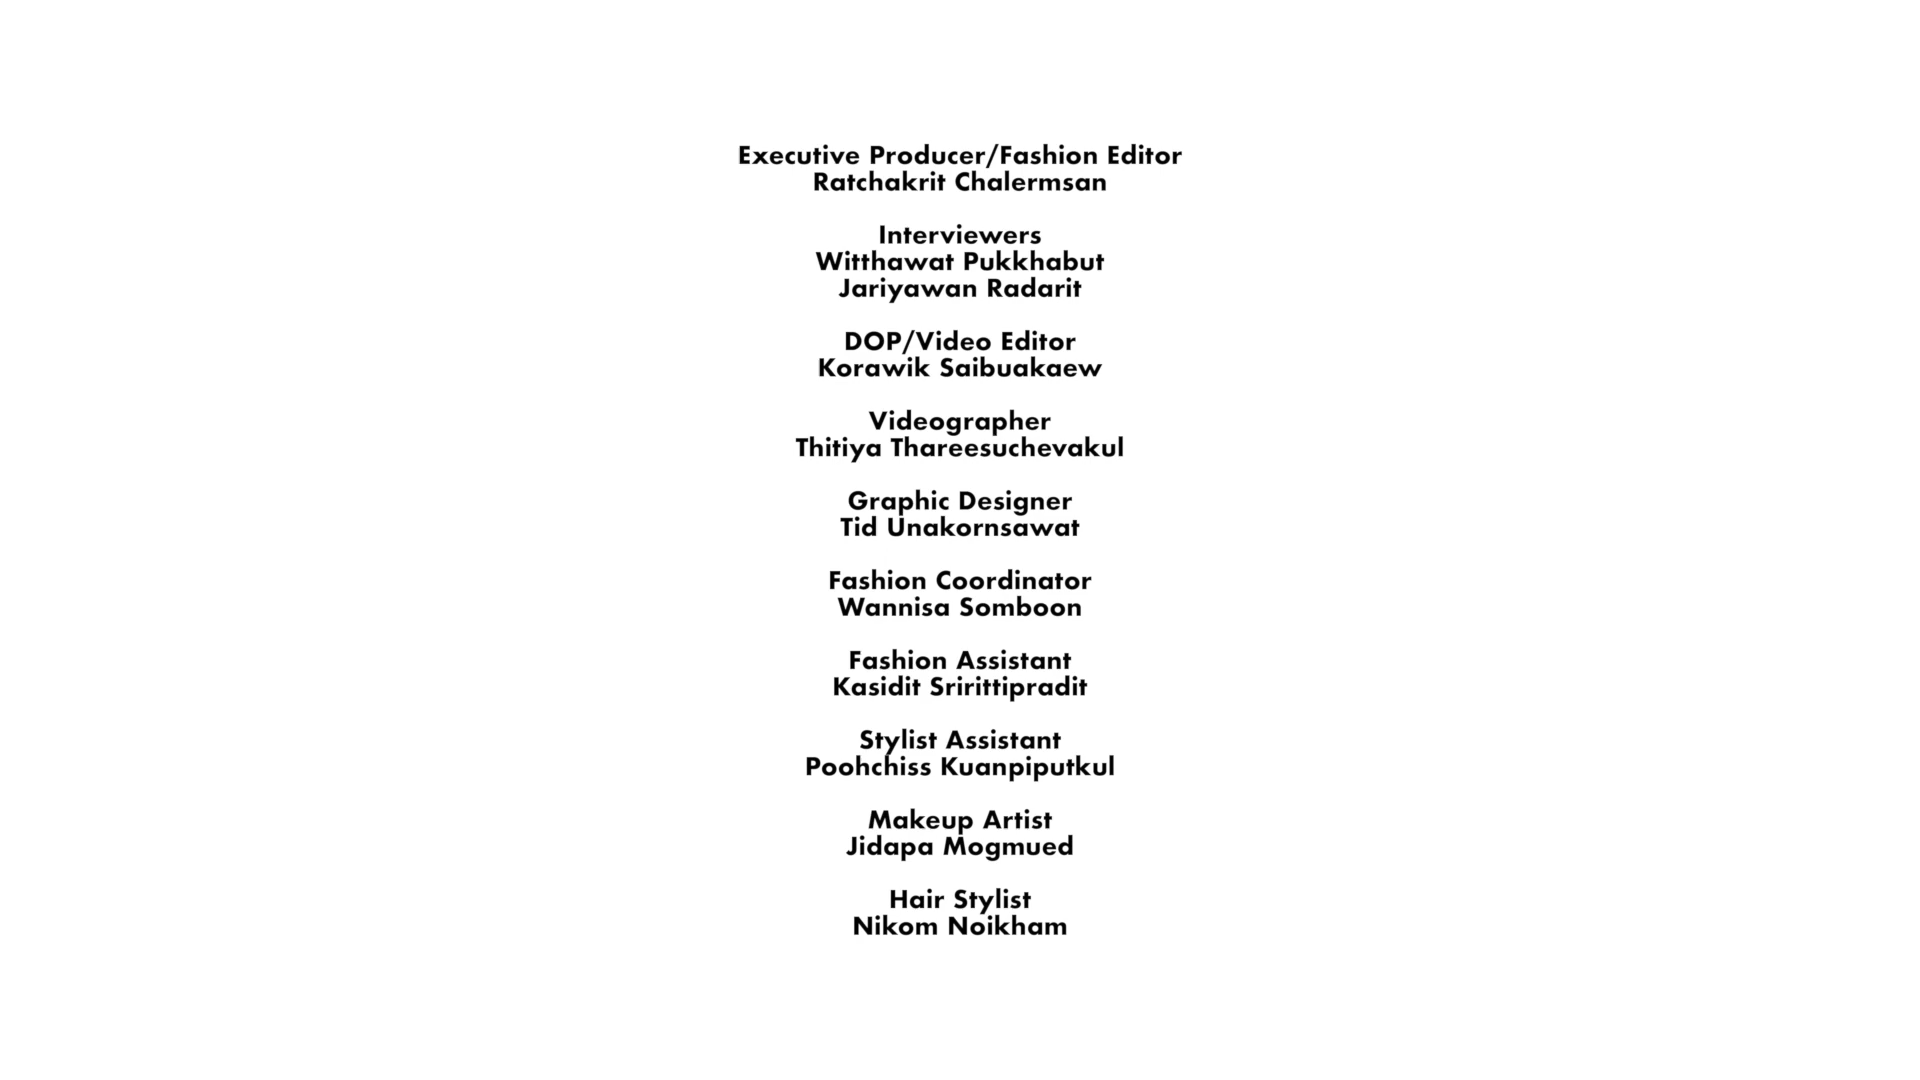 Executive Producer/Fashion Editor
Ratchakrit Chalermsan
Interviewers
Witthawat Pukkhabut
Jariyawan Radarit
DOP/Video Editor
Korawik Saibuakaew
Videographer
Thitiya Thareesuchevakul
Graphic Designer
Tid Unakornsawat
Fashion Coordinator
Wannisa Somboon
Fashion Assistant
Kasidit Sririttipradit
Stylist Assistant
Poohchiss Kuanpiputkul
Makeup Artist
Jidapa Mogmued
Hair Stylist
Nikom Noikham